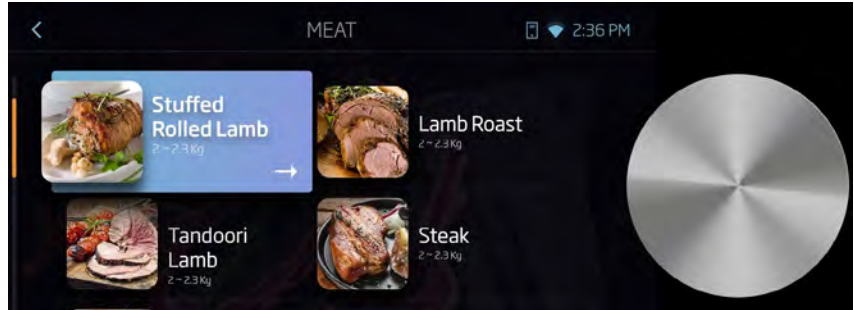 MEAT
2:36 PM
Stuffed
Rolled Lamb
2 ~ 2.3 Kg
Lamb Roast
2 ~ 2.3 Kg
Tandoori
Lamb
2 ~ 2.3 Kg
Steak
2 ~ 2.3 Kg